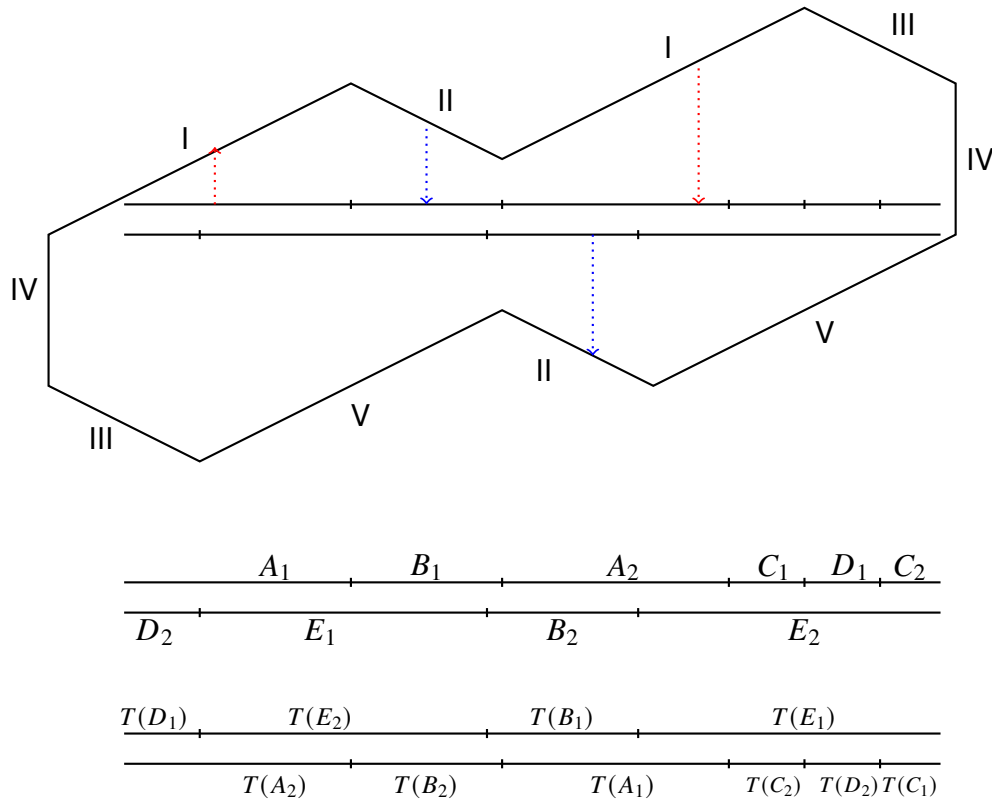 III
I
II
I
IV
IV
V
II
V
III
A₁ B₁ A₂ C₁ D₁ C₂
D₂ E₁ B₂ E₂
T(D₁) T(E₂) T(B₁) T(E₁)
T(A₂) T(B₂) T(A₁) T(C₂) T(D₂) T(C₁)